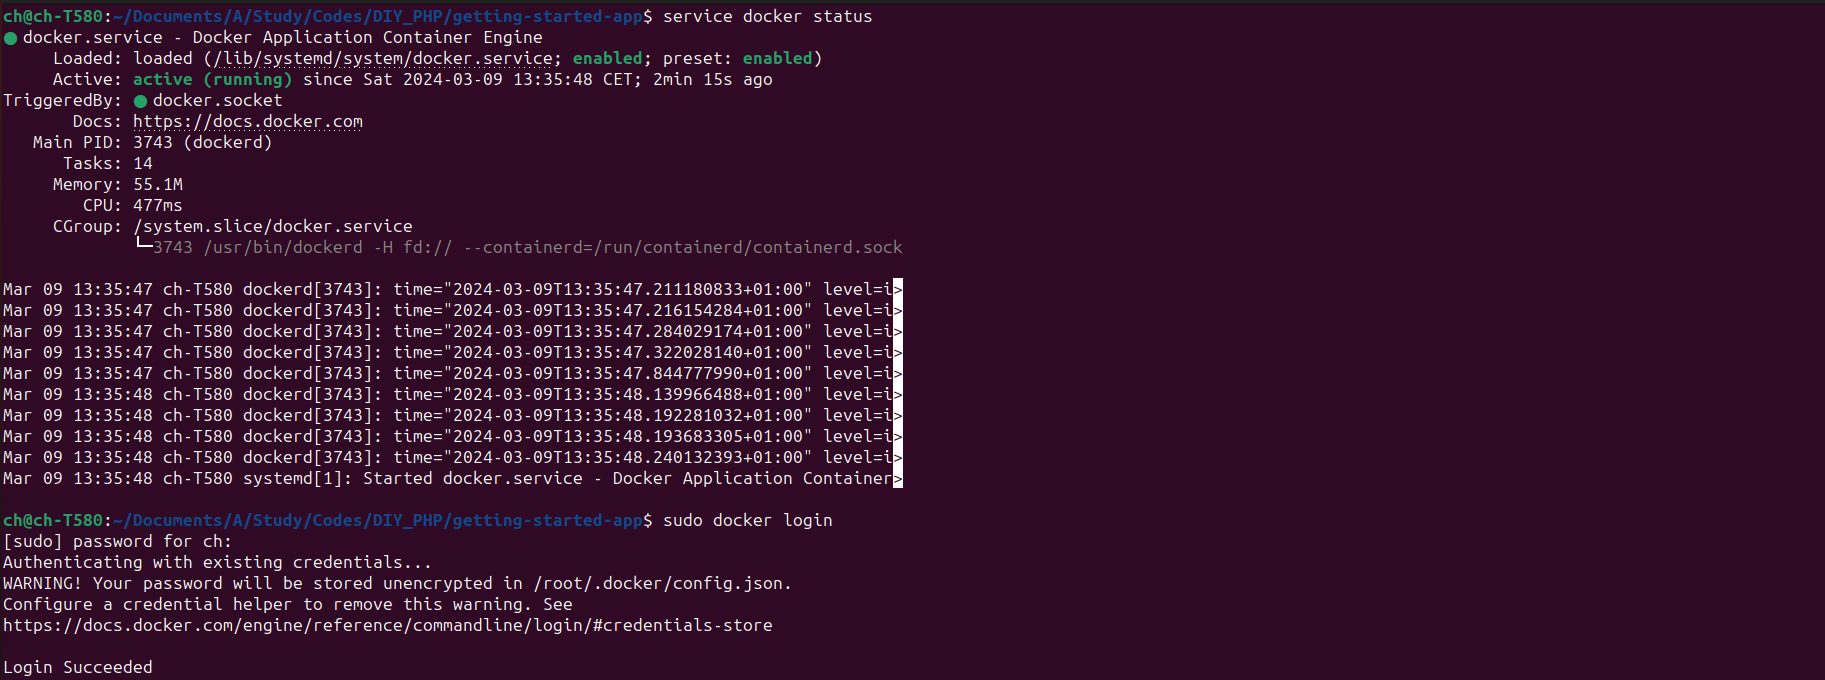 ch@ch-T580:~/Documents/A/Study/Codes/DIY_PHP/getting-started-app$ service docker status
● docker.service - Docker Application Container Engine
     Loaded: loaded (/lib/systemd/system/docker.service; enabled; preset: enabled)
     Active: active (running) since Sat 2024-03-09 13:35:48 CET; 2min 15s ago
TriggeredBy: ● docker.socket
       Docs: https://docs.docker.com
   Main PID: 3743 (dockerd)
      Tasks: 14
     Memory: 55.1M
        CPU: 477ms
     CGroup: /system.slice/docker.service
             └─3743 /usr/bin/dockerd -H fd:// --containerd=/run/containerd/containerd.sock

Mar 09 13:35:47 ch-T580 dockerd[3743]: time="2024-03-09T13:35:47.211180833+01:00" level=i>
Mar 09 13:35:47 ch-T580 dockerd[3743]: time="2024-03-09T13:35:47.216154284+01:00" level=i>
Mar 09 13:35:47 ch-T580 dockerd[3743]: time="2024-03-09T13:35:47.284029174+01:00" level=i>
Mar 09 13:35:47 ch-T580 dockerd[3743]: time="2024-03-09T13:35:47.322028140+01:00" level=i>
Mar 09 13:35:47 ch-T580 dockerd[3743]: time="2024-03-09T13:35:47.844777990+01:00" level=i>
Mar 09 13:35:48 ch-T580 dockerd[3743]: time="2024-03-09T13:35:48.139966488+01:00" level=i>
Mar 09 13:35:48 ch-T580 dockerd[3743]: time="2024-03-09T13:35:48.192281032+01:00" level=i>
Mar 09 13:35:48 ch-T580 dockerd[3743]: time="2024-03-09T13:35:48.193683305+01:00" level=i>
Mar 09 13:35:48 ch-T580 dockerd[3743]: time="2024-03-09T13:35:48.240132393+01:00" level=i>
Mar 09 13:35:48 ch-T580 systemd[1]: Started docker.service - Docker Application Container>

ch@ch-T580:~/Documents/A/Study/Codes/DIY_PHP/getting-started-app$ sudo docker login
[sudo] password for ch:
Authenticating with existing credentials...
WARNING! Your password will be stored unencrypted in /root/.docker/config.json.
Configure a credential helper to remove this warning. See
https://docs.docker.com/engine/reference/commandline/login/#credentials-store

Login Succeeded